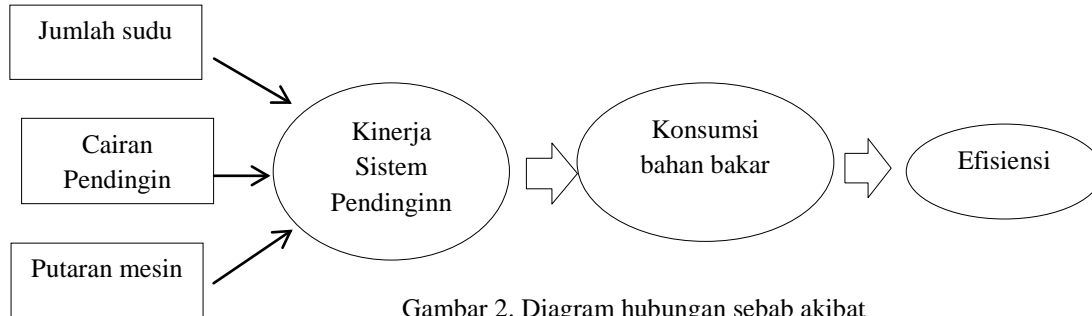 Jumlah sudu
Cairan
Pendingin
Putaran mesin
Kinerja
Sistem
Pendinginn
Konsumsi
bahan bakar
Efisiensi
Gambar 2. Diagram hubungan sebab akibat